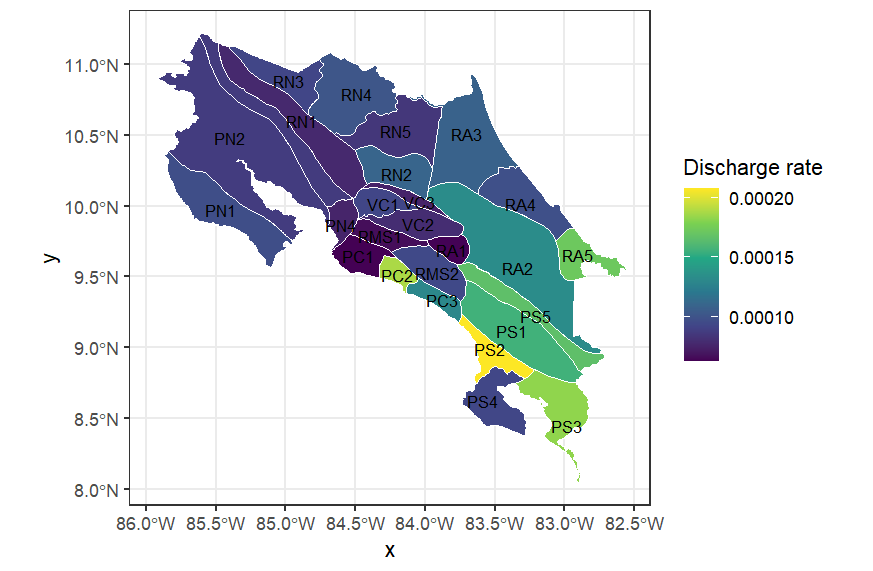 11.0°N
10.5°N
10.0°N
9.5°N
9.0°N
8.5°N
8.0°N
y
RN3
RN4
RN1
RN5
RA3
PN2
RN2
PN1
VC1
VC3
RA4
PN4
VC2
RMS1
PC1
RA1
RA5
PC2
RMS2
RA2
PC3
PS5
PS1
PS2
PS4
PS3
86.0°W 85.5°W 85.0°W 84.5°W 84.0°W 83.5°W 83.0°W 82.5°W
x
Discharge rate
0.00020
0.00015
0.00010